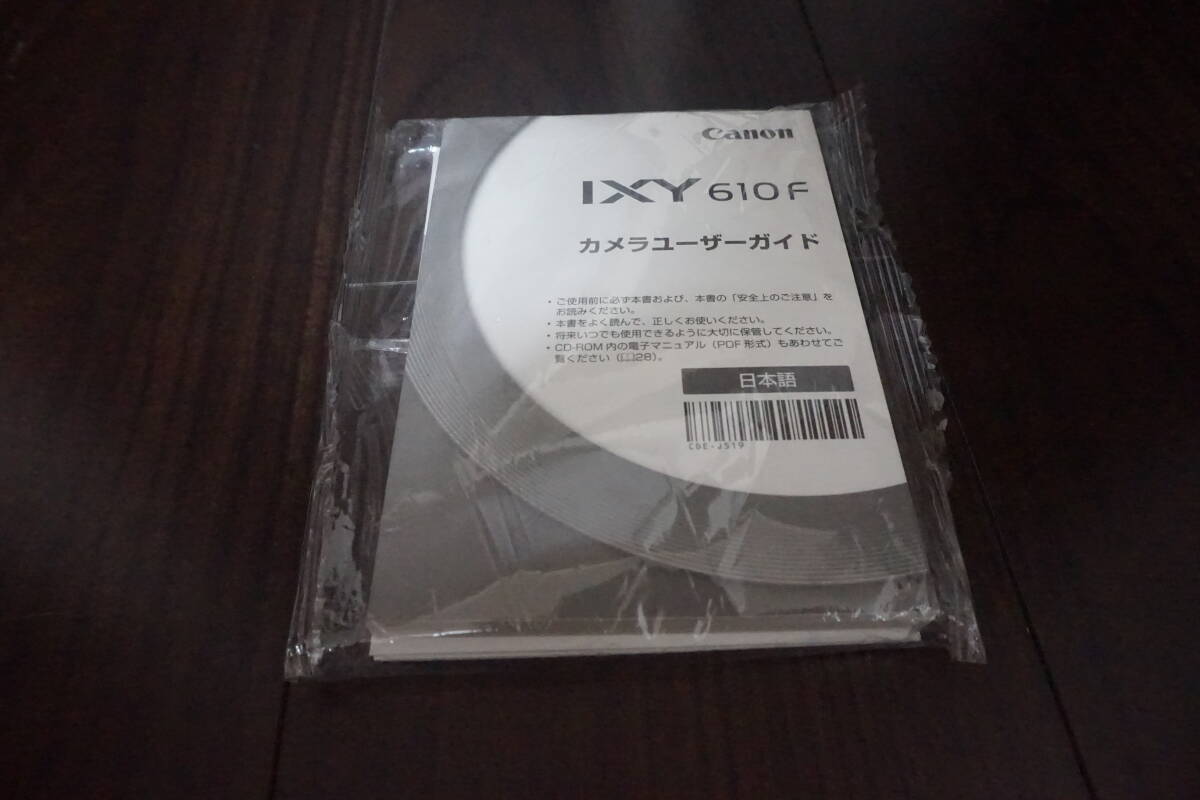 Canon
IXY 610F
カメラユーザーガイド
・ご使用前に必ず本書および、本書の「安全上のご注意」を
お読みください。
・本書をよく読んで、正しくお使いください。
・将来いつでも使用できるように大切に保管してください。
・CD-ROM 内の電子マニュアル（PDF 形式）もあわせてご
覧ください（📖28）。
日本語
CDE-J519